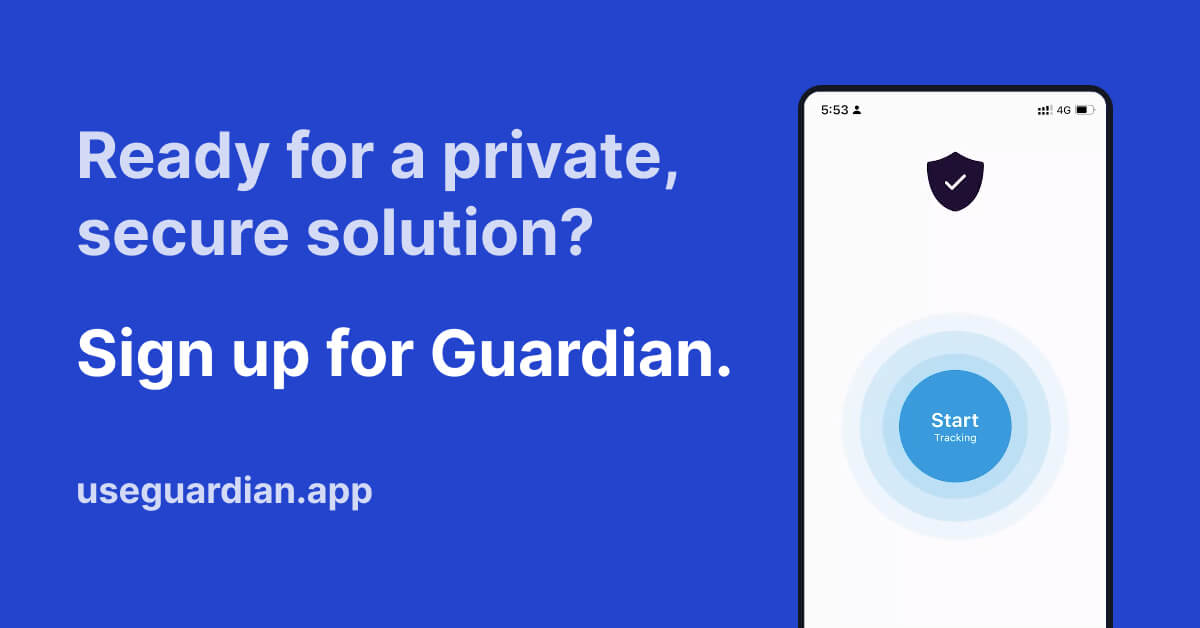 Ready for a private,
secure solution?
Sign up for Guardian.
useguardian.app
5:53
4G
Start
Tracking